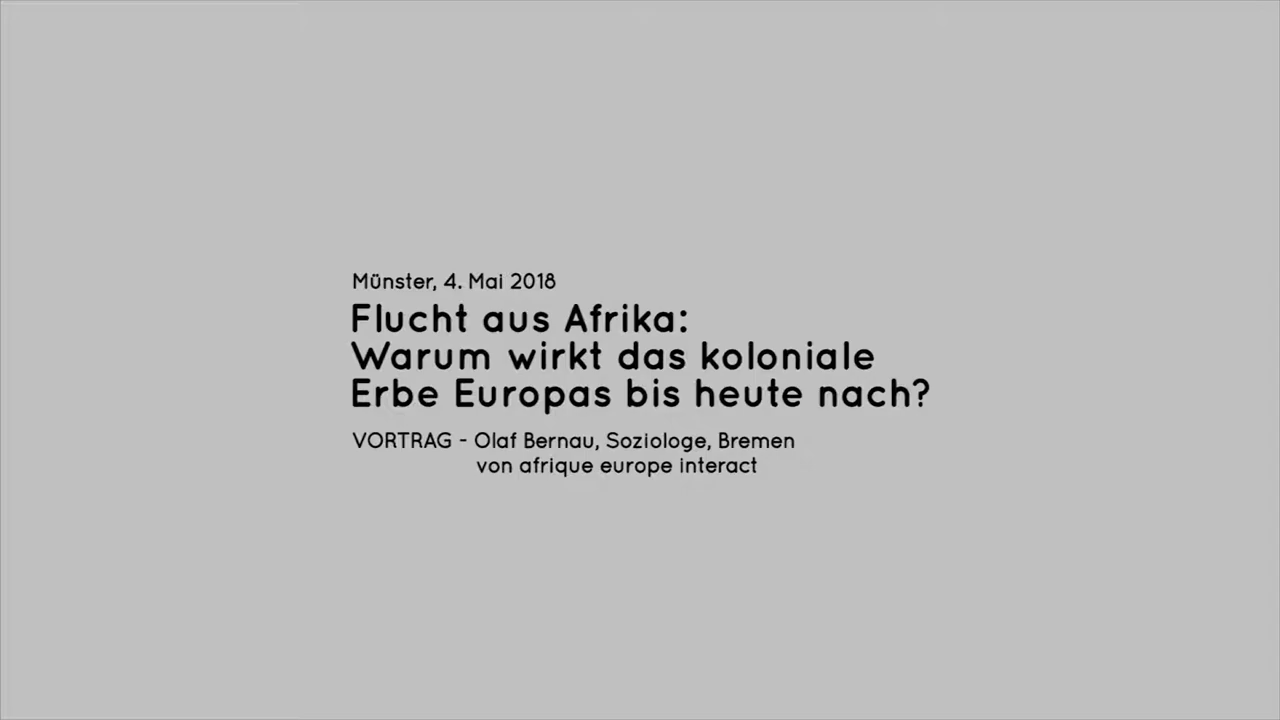 Münster, 4. Mai 2018
Flucht aus Afrika:
Warum wirkt das koloniale
Erbe Europas bis heute nach?
VORTRAG - Olaf Bernau, Soziologe, Bremen
von afrique europe interact